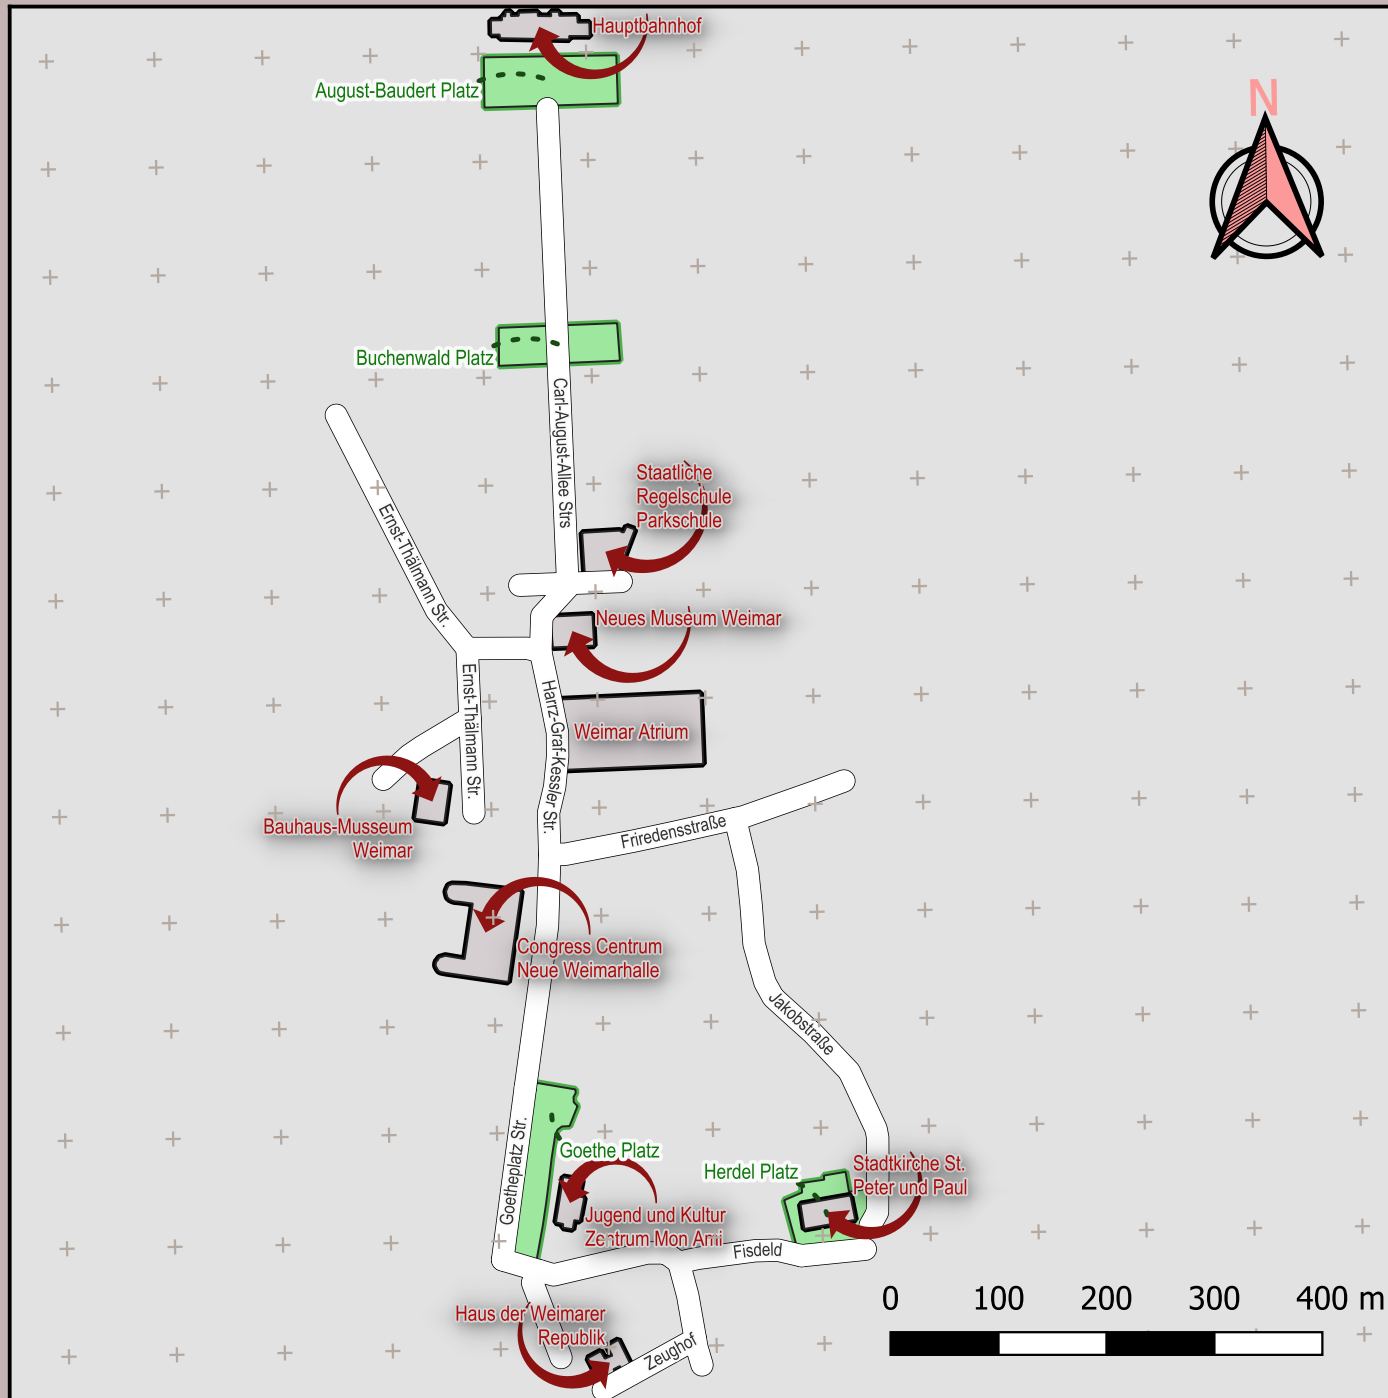 Hauptbahnhof
August-Baudert Platz
N
Buchenwald Platz
Carl-August-Allee Strs
Staatliche
Regelschule
Parkschule
Ernst-Thälmann Str.
Neues Museum Weimar
Ernst-Thälmann Str.
Harrz-Graf-Kessler Str.
Weimar Atrium
Bauhaus-Musseum
Weimar
Friredensstraße
Congress Centrum
Neue Weimarhalle
Jakobstraße
Goetheplatz Str.
Goethe Platz
Herdel Platz
Stadtkirche St.
Peter und Paul
Jugend und Kultur
Zentrum Mon Ami
Fisdeld
Haus der Weimarer
Republik
Zeughof
0 100 200 300 400 m